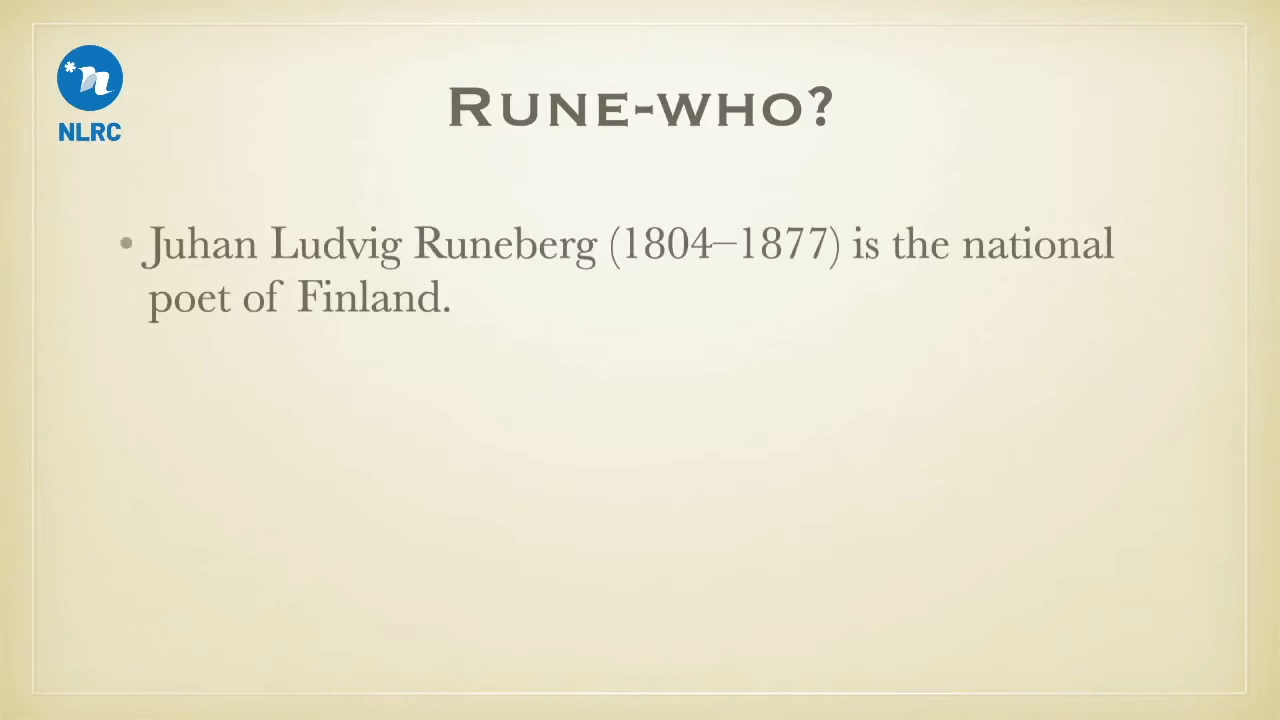 NLRC
RUNE-WHO?
• Juhan Ludvig Runeberg (1804–1877) is the national
poet of Finland.